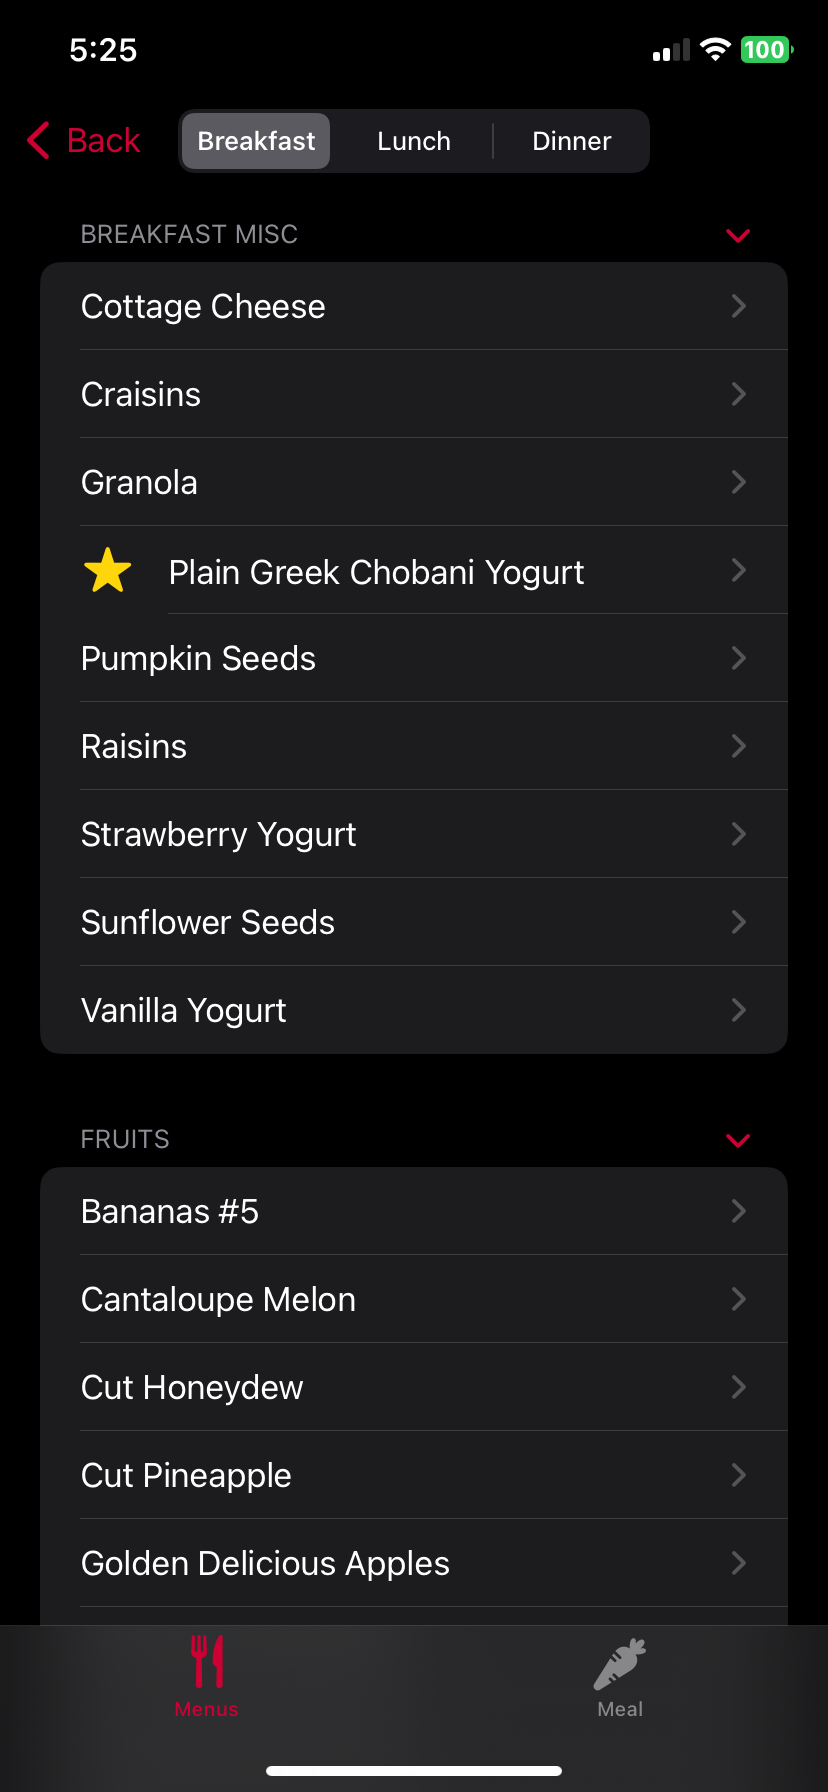 5:25
100
Back
Breakfast
Lunch
Dinner
BREAKFAST MISC
Cottage Cheese
Craisins
Granola
Plain Greek Chobani Yogurt
Pumpkin Seeds
Raisins
Strawberry Yogurt
Sunflower Seeds
Vanilla Yogurt
FRUITS
Bananas #5
Cantaloupe Melon
Cut Honeydew
Cut Pineapple
Golden Delicious Apples
Menus
Meal